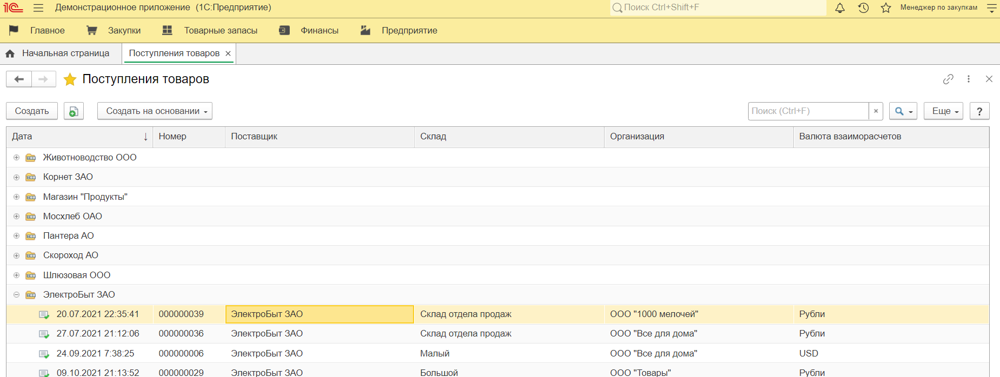 1С Демонстрационное приложение (1С:Предприятие) Поиск Ctrl+Shift+F Менеджер по закупкам
Главное Закупки Товарные запасы Финансы Предприятие
Начальная страница Поступления товаров ×
Поступления товаров
Создать Создать на основании Поиск (Ctrl+F) × Еще ?
Дата ↓ Номер Поставщик Склад Организация Валюта взаиморасчетов
Животноводство ООО
Корнет ЗАО
Магазин "Продукты"
Мосхлеб ОАО
Пантера АО
Скороход АО
Шлюзовая ООО
ЭлектроБыт ЗАО
20.07.2021 22:35:41 000000039 ЭлектроБыт ЗАО Склад отдела продаж ООО "1000 мелочей" Рубли
27.07.2021 21:12:06 000000036 ЭлектроБыт ЗАО Склад отдела продаж ООО "Все для дома" Рубли
24.09.2021 7:38:25 000000006 ЭлектроБыт ЗАО Малый ООО "Все для дома" USD
09.10.2021 21:13:52 000000029 ЭлектроБыт ЗАО Большой ООО "Товары" Рубли